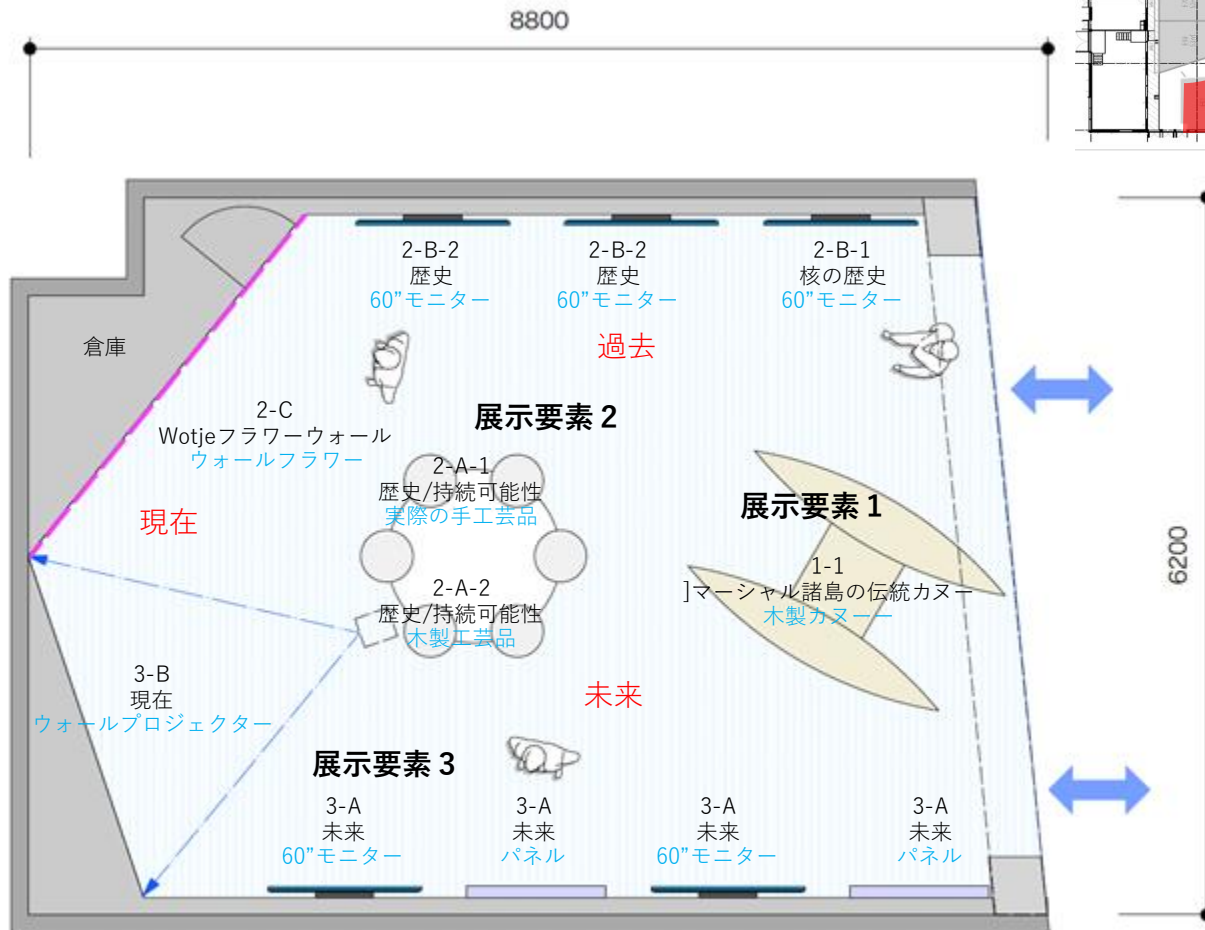 8800
2-B-2
歴史
60”モニター
2-B-2
歴史
60”モニター
2-B-1
核の歴史
60”モニター
倉庫
過去
2-C
Wotjeフラワーウォール
ウォールフラワー
展示要素 2
現在
2-A-1
歴史/持続可能性
実際の手工芸品
展示要素 1
1-1
]マーシャル諸島の伝統カヌー
木製カヌーー
2-A-2
歴史/持続可能性
木製工芸品
6200
3-B
現在
ウォールプロジェクター
未来
展示要素 3
3-A
未来
60”モニター
3-A
未来
パネル
3-A
未来
60”モニター
3-A
未来
パネル